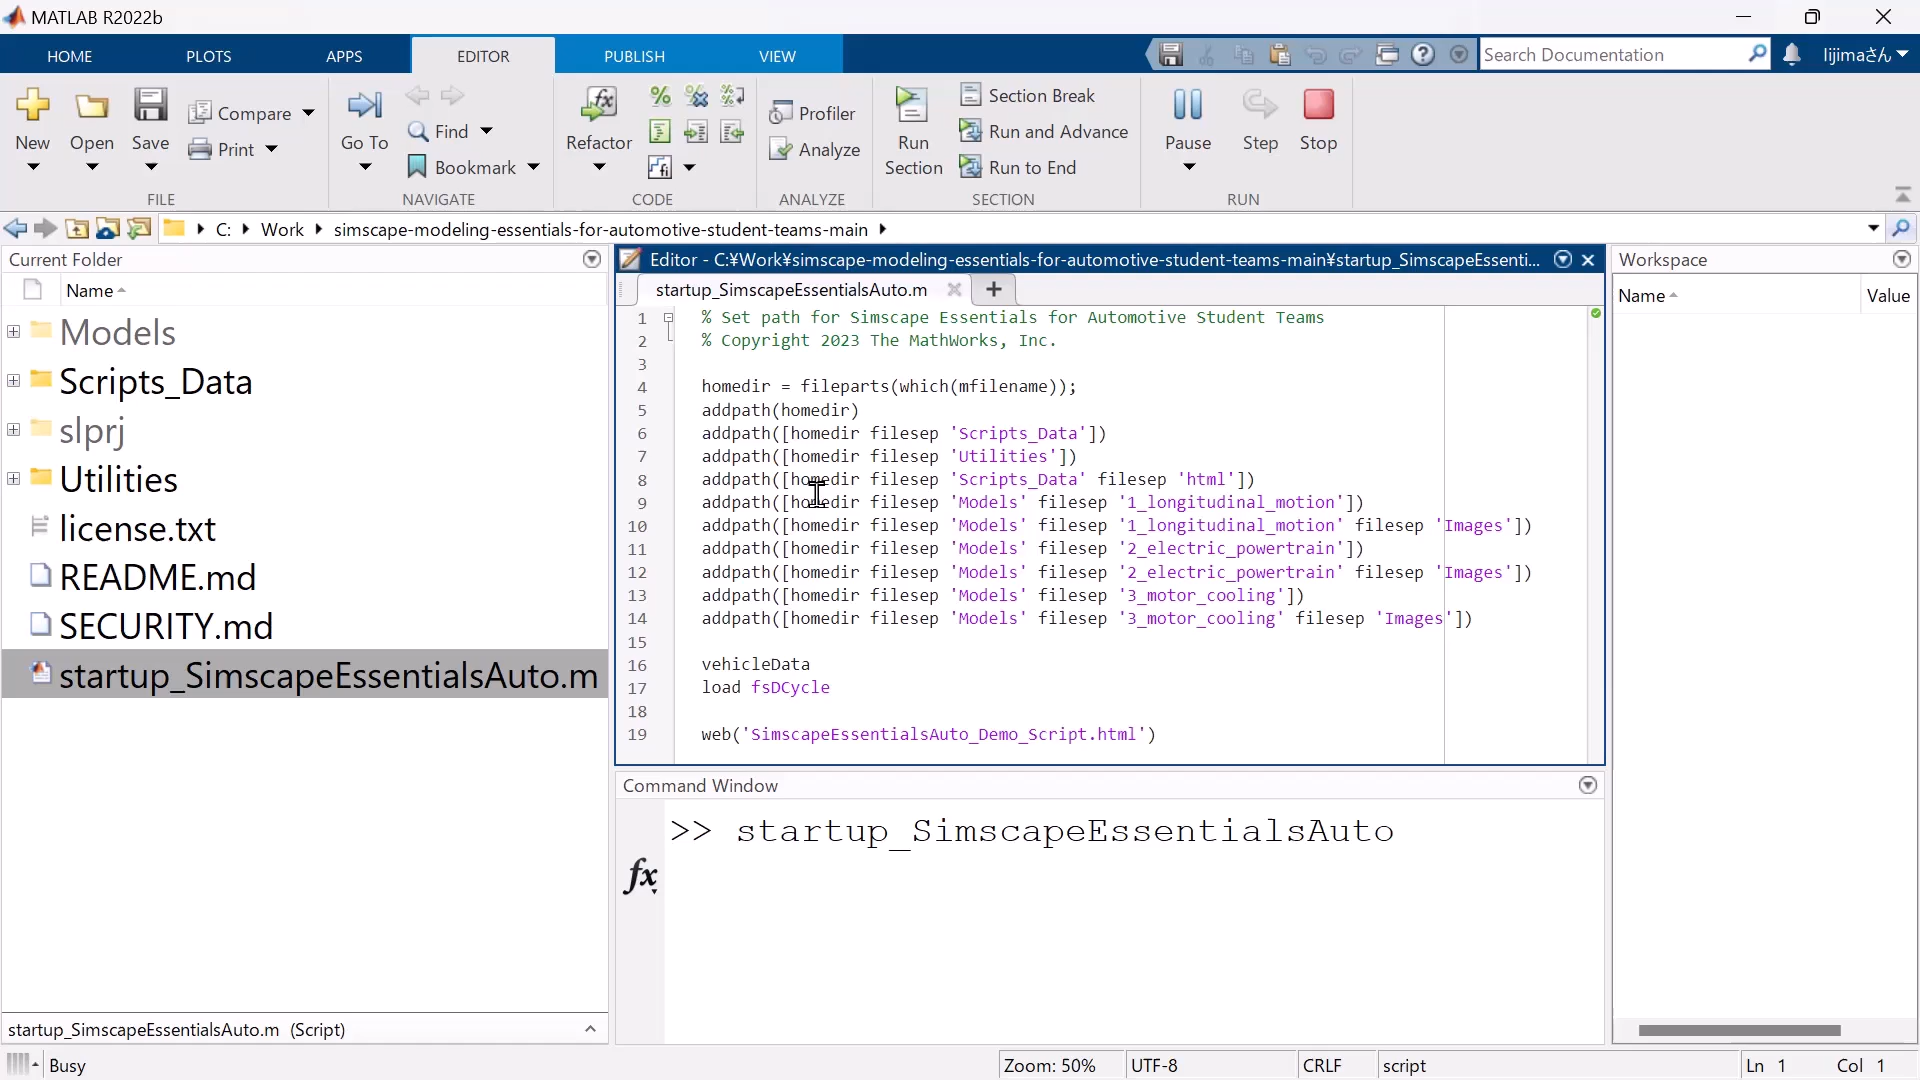 MATLAB R2022b
HOME PLOTS APPS EDITOR PUBLISH VIEW Search Documentation Iijimaさん
New Open Save Compare Print Go To Find Bookmark Refactor Profiler Analyze Run Section Section Break Run and Advance Run to End Pause Step Stop
FILE NAVIGATE CODE ANALYZE SECTION RUN
C: Work simscape-modeling-essentials-for-automotive-student-teams-main
Current Folder
Name
Models
Scripts_Data
slprj
Utilities
license.txt
README.md
SECURITY.md
startup_SimscapeEssentialsAuto.m
startup_SimscapeEssentialsAuto.m (Script)
Editor - C:¥Work¥simscape-modeling-essentials-for-automotive-student-teams-main¥startup_SimscapeEssenti...
startup_SimscapeEssentialsAuto.m
1 % Set path for Simscape Essentials for Automotive Student Teams
2 % Copyright 2023 The MathWorks, Inc.
3
4 homedir = fileparts(which(mfilename));
5 addpath(homedir)
6 addpath([homedir filesep 'Scripts_Data'])
7 addpath([homedir filesep 'Utilities'])
8 addpath([homedir filesep 'Scripts_Data' filesep 'html'])
9 addpath([homedir filesep 'Models' filesep '1_longitudinal_motion'])
10 addpath([homedir filesep 'Models' filesep '1_longitudinal_motion' filesep 'Images'])
11 addpath([homedir filesep 'Models' filesep '2_electric_powertrain'])
12 addpath([homedir filesep 'Models' filesep '2_electric_powertrain' filesep 'Images'])
13 addpath([homedir filesep 'Models' filesep '3_motor_cooling'])
14 addpath([homedir filesep 'Models' filesep '3_motor_cooling' filesep 'Images'])
15
16 vehicleData
17 load fsDCycle
18
19 web('SimscapeEssentialsAuto_Demo_Script.html')
Command Window
>> startup_SimscapeEssentialsAuto
fx
Workspace
Name Value
Busy Zoom: 50% UTF-8 CRLF script Ln 1 Col 1